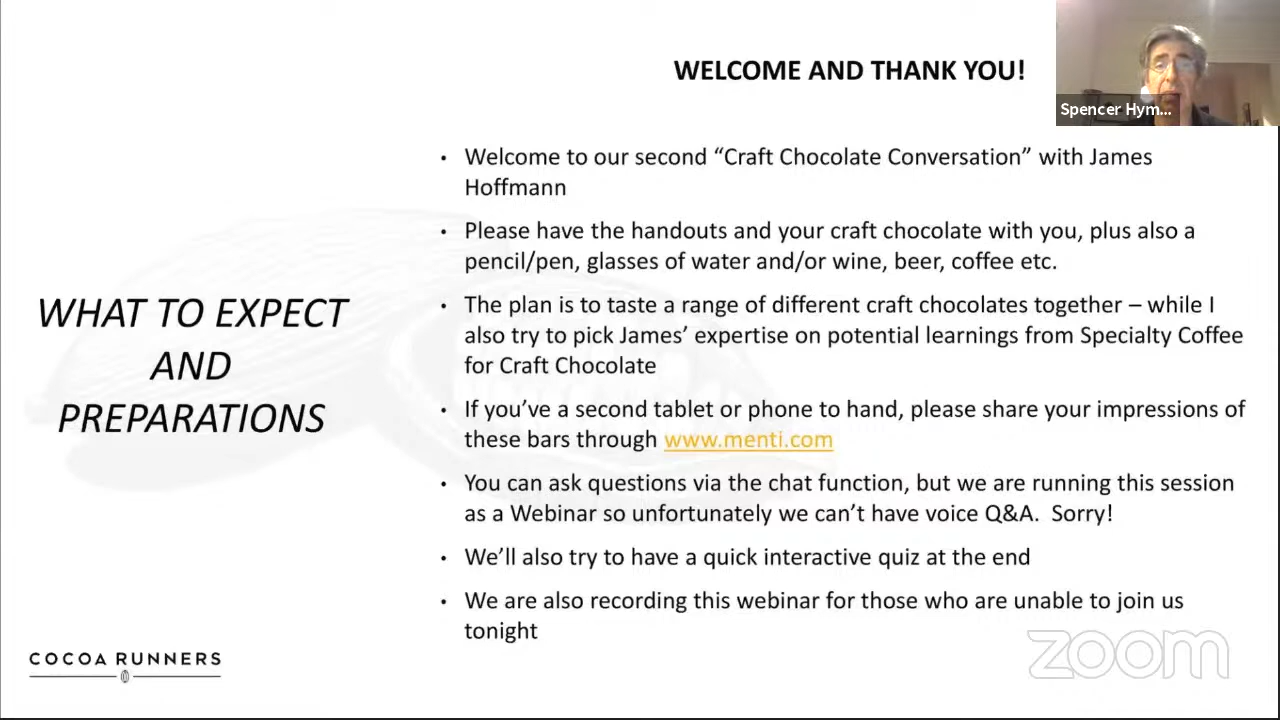 WELCOME AND THANK YOU!
Spencer Hym...
• Welcome to our second “Craft Chocolate Conversation” with James
Hoffmann
• Please have the handouts and your craft chocolate with you, plus also a
pencil/pen, glasses of water and/or wine, beer, coffee etc.
• The plan is to taste a range of different craft chocolates together – while I
also try to pick James’ expertise on potential learnings from Specialty Coffee
for Craft Chocolate
• If you’ve a second tablet or phone to hand, please share your impressions of
these bars through www.menti.com
• You can ask questions via the chat function, but we are running this session
as a Webinar so unfortunately we can’t have voice Q&A. Sorry!
• We’ll also try to have a quick interactive quiz at the end
• We are also recording this webinar for those who are unable to join us
tonight
WHAT TO EXPECT
AND
PREPARATIONS
COCOA RUNNERS
zoom